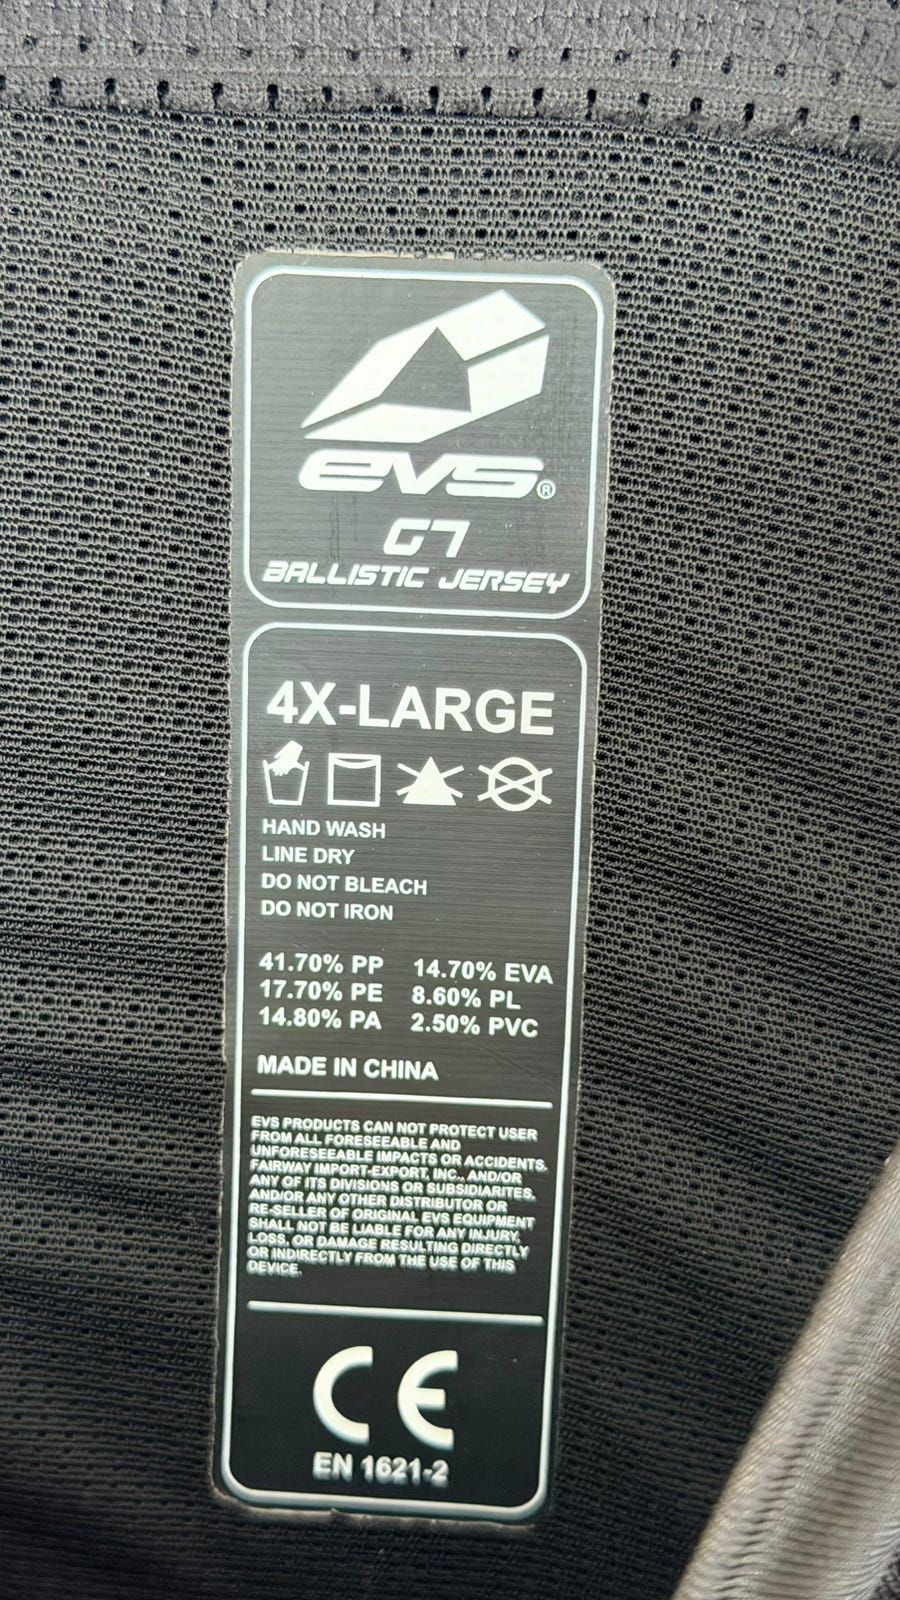 evs®
G7
BALLISTIC JERSEY
4X-LARGE
HAND WASH
LINE DRY
DO NOT BLEACH
DO NOT IRON
41.70% PP 14.70% EVA
17.70% PE 8.60% PL
14.80% PA 2.50% PVC
MADE IN CHINA
EVS PRODUCTS CAN NOT PROTECT USER
FROM ALL FORESEEABLE AND
UNFORESEEABLE IMPACTS OR ACCIDENTS.
FAIRWAY IMPORT-EXPORT, INC., AND/OR
ANY OF ITS DIVISIONS OR SUBSIDIARITES,
AND/OR ANY OTHER DISTRIBUTOR OR
RE-SELLER OF ORIGINAL EVS EQUIPMENT
SHALL NOT BE LIABLE FOR ANY INJURY,
LOSS, OR DAMAGE RESULTING DIRECTLY
OR INDIRECTLY FROM THE USE OF THIS
DEVICE.
CE
EN 1621-2